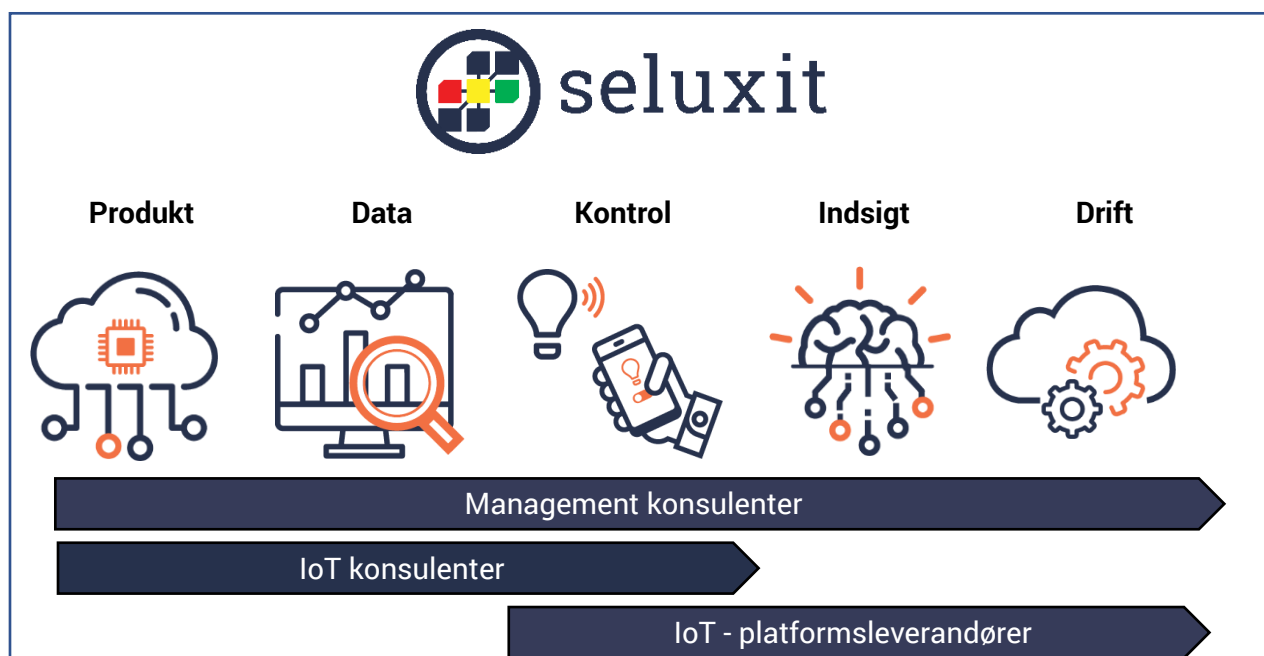 seluxit
Produkt Data Kontrol Indsigt Drift
Management konsulenter
IoT konsulenter
IoT - platformsleverandører